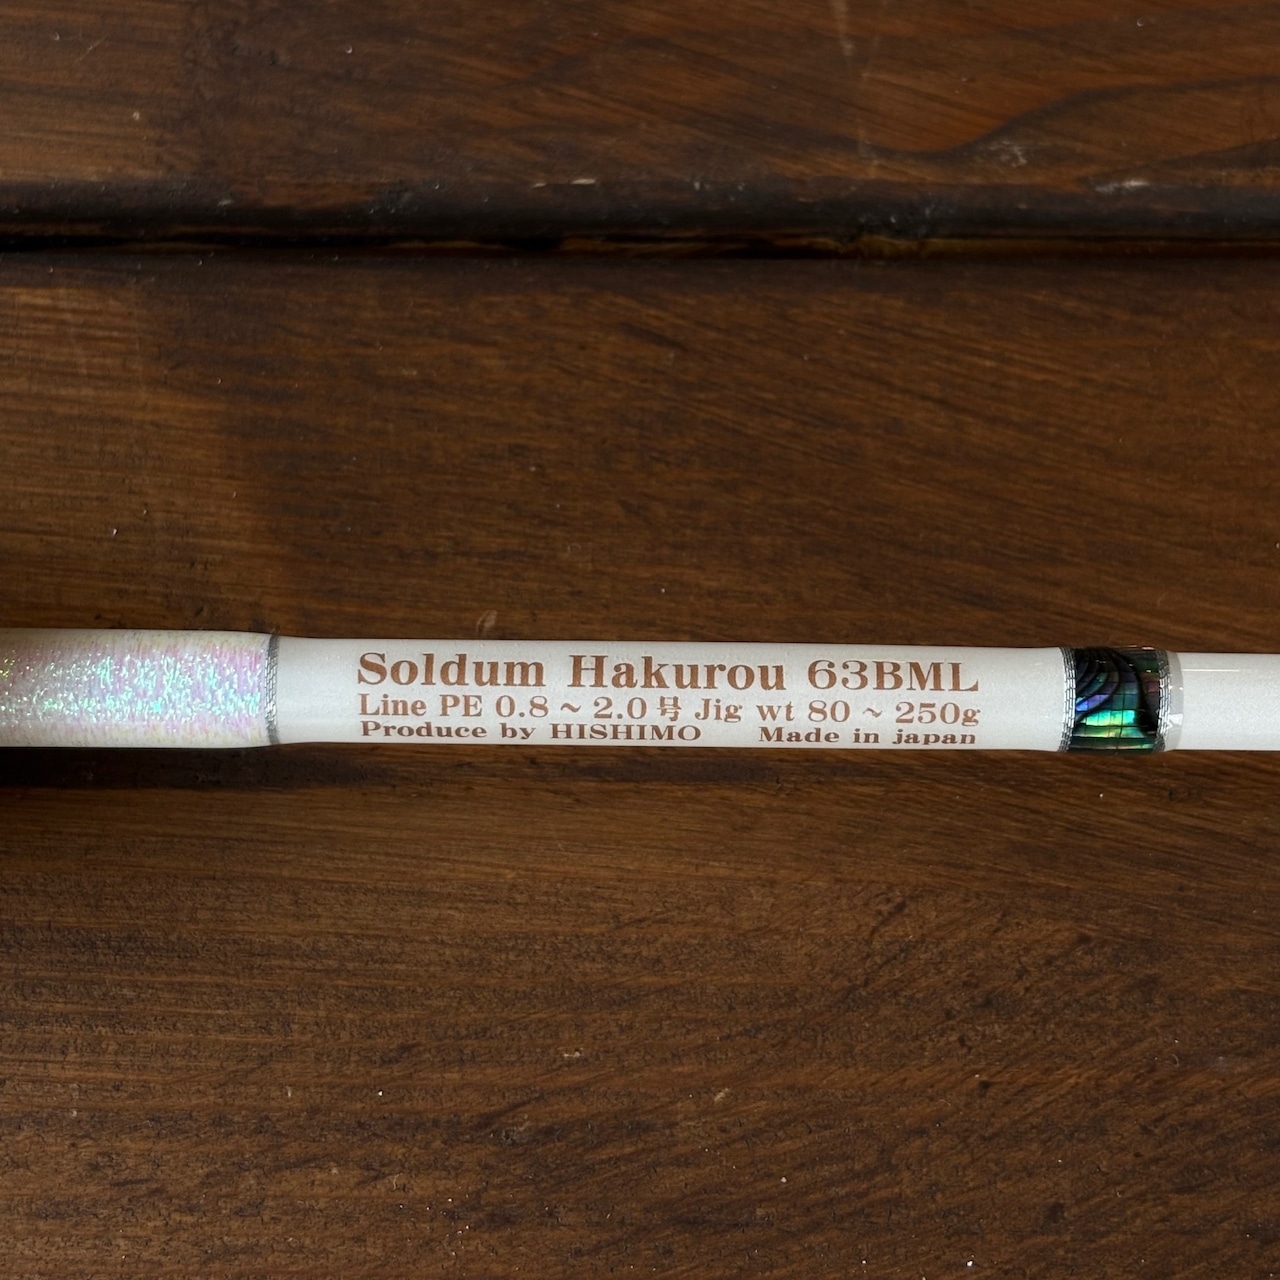 Soldum Hakurou 63BML
Line PE 0.8 ~ 2.0号 Jig wt 80 ~ 250g
Produce by HISHIMO Made in japan